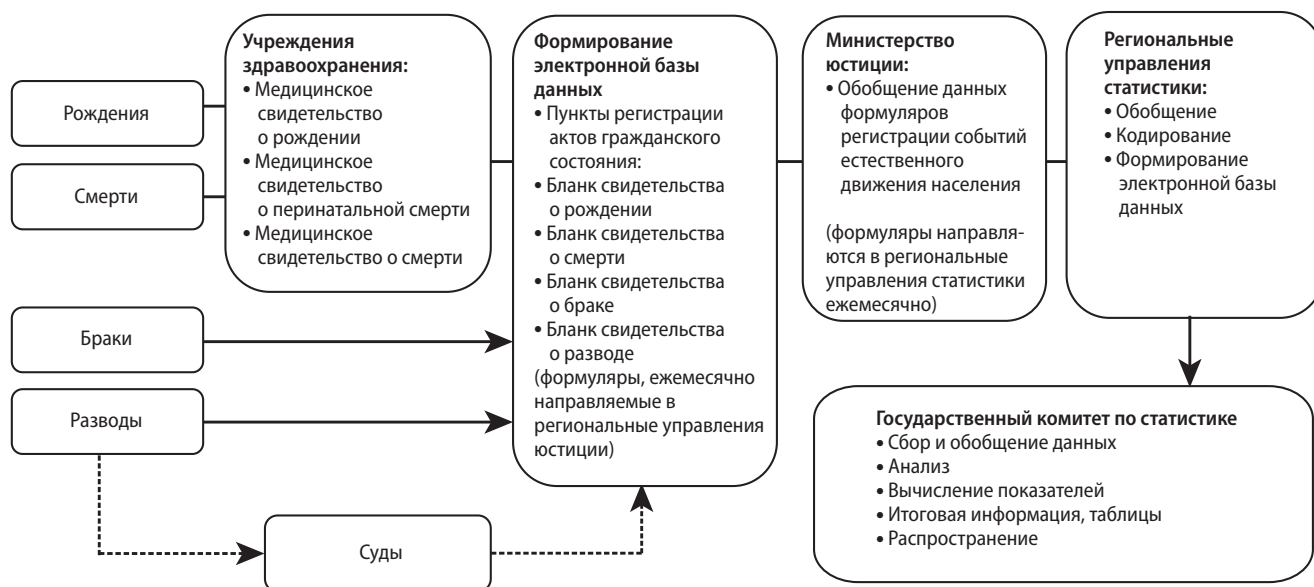 Рождения
Смерти
Браки
Разводы
Суды
Учреждения
здравоохранения:
• Медицинское
свидетельство
о рождении
• Медицинское
свидетельство
о перинатальной смерти
• Медицинское
свидетельство о смерти
Формирование
электронной базы
данных
• Пункты регистрации
актов гражданского
состояния:
• Бланк свидетельства
о рождении
• Бланк свидетельства
о смерти
• Бланк свидетельства
о браке
• Бланк свидетельства
о разводе
(формуляры, ежемесячно
направляемые в
региональные управления
юстиции)
Министерство
юстиции:
• Обобщение данных
формуляров
регистрации событий
естественного
движения населения
(формуляры направля-
ются в региональные
управления статистики
ежемесячно)
Региональные
управления
статистики:
• Обобщение
• Кодирование
• Формирование
электронной базы
данных
Государственный комитет по статистике
• Сбор и обобщение данных
• Анализ
• Вычисление показателей
• Итоговая информация, таблицы
• Распространение